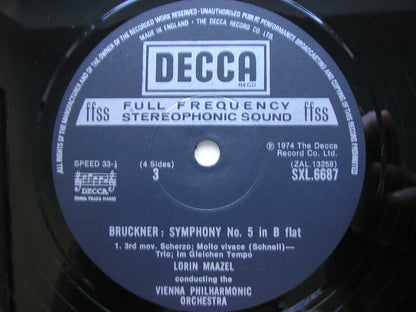 ALL RIGHTS OF THE MANUFACTURER AND OF THE OWNER OF THE RECORDED WORK RESERVED · UNAUTHORISED PUBLIC PERFORMANCE BROADCASTING AND COPYING OF THIS RECORD PROHIBITED
THE DECCA RECORD CO LTD.
MADE IN ENGLAND
DECCA
REGD
ffss FULL FREQUENCY ffss
STEREOPHONIC SOUND
SPEED 33-⅓
(4 Sides)
3
℗ 1974 The Decca
Record Co. Ltd.
(ZAL.13259)
SXL.6687
DECCA
BRUCKNER: SYMPHONY No. 5 in B flat
1. 3rd mov. Scherzo; Molto vivace (Schnell)—
Trio; Im Gleichen Tempo
LORIN MAAZEL
conducting the
VIENNA PHILHARMONIC
ORCHESTRA